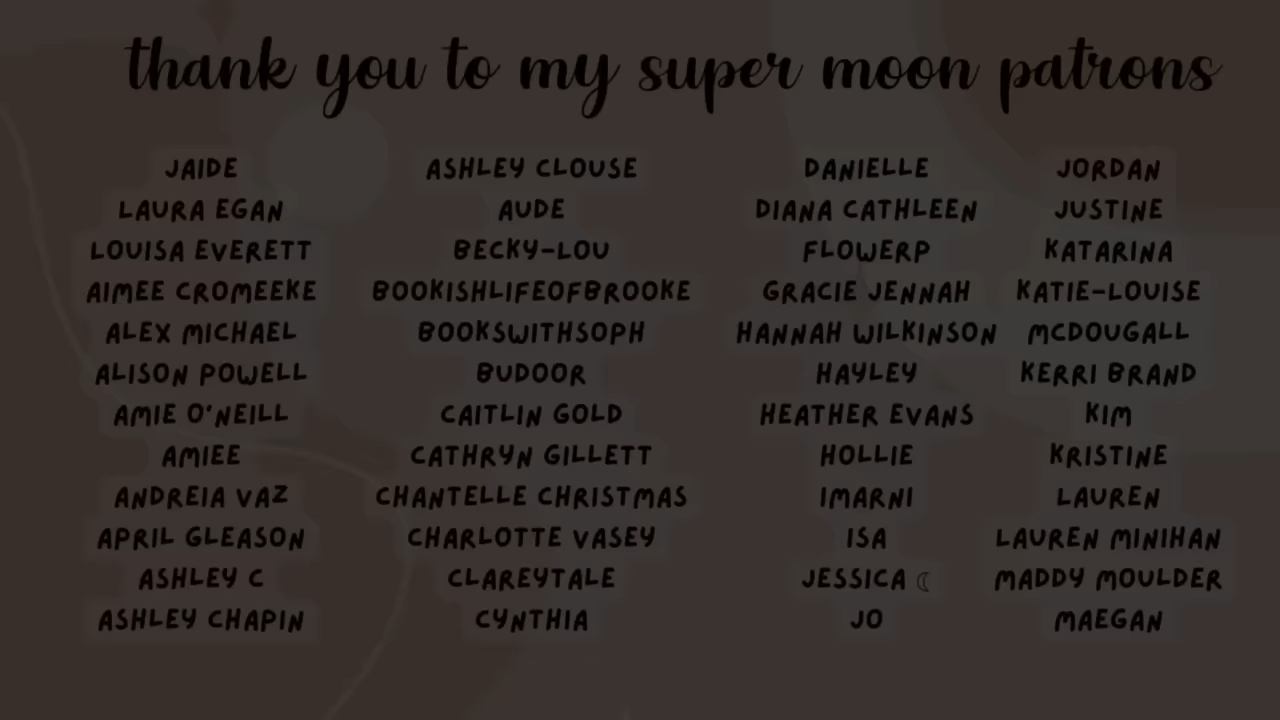 thank you to my super moon patrons
JAIDE
LAURA EGAN
LOUISA EVERETT
AIMEE CROMEEKE
ALEX MICHAEL
ALISON POWELL
AMIE O'NEILL
AMIEE
ANDREIA VAZ
APRIL GLEASON
ASHLEY C
ASHLEY CHAPIN
ASHLEY CLOUSE
AUDE
BECKY-LOU
BOOKISHLIFEOFBROOKE
BOOKSWITHSOPH
BUDOOR
CAITLIN GOLD
CATHRYN GILLETT
CHANTELLE CHRISTMAS
CHARLOTTE VASEY
CLAREYTALE
CYNTHIA
DANIELLE
DIANA CATHLEEN
FLOWERP
GRACIE JENNAH
HANNAH WILKINSON
HAYLEY
HEATHER EVANS
HOLLIE
IMARNI
ISA
JESSICA ☾
JO
JORDAN
JUSTINE
KATARINA
KATIE-LOUISE
MCDOUGALL
KERRI BRAND
KIM
KRISTINE
LAUREN
LAUREN MINIHAN
MADDY MOULDER
MAEGAN